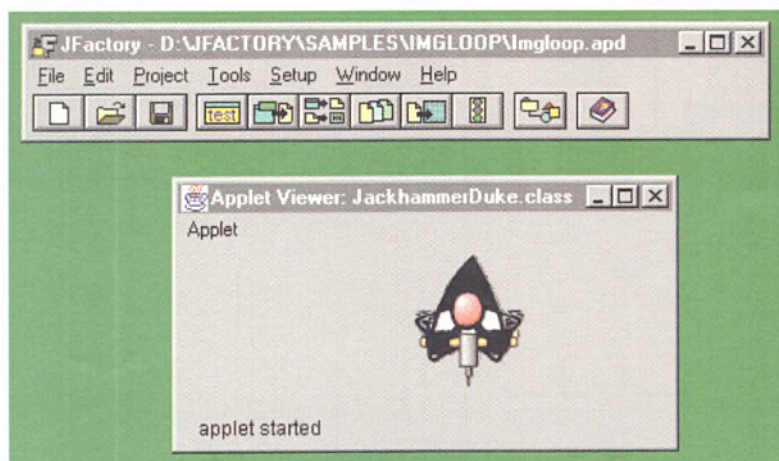 JFactory - D:\JFACTORY\SAMPLES\IMGLOOP\Imgloop.apd
File Edit Project Tools Setup Window Help
test
Applet Viewer: JackhammerDuke.class
Applet
applet started